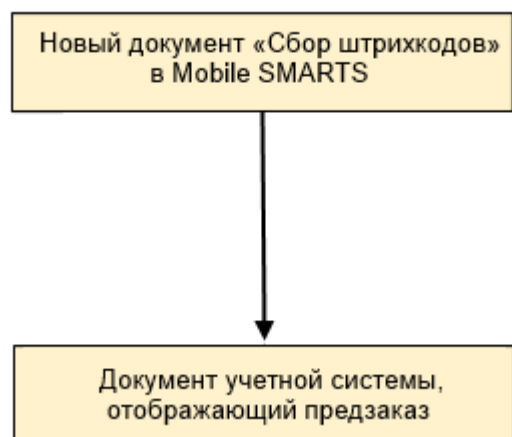 Новый документ «Сбор штрихкодов»
в Mobile SMARTS
Документ учетной системы,
отображающий предзаказ